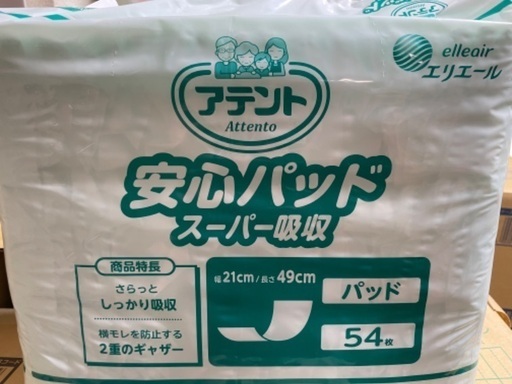 elleair
エリエール
アテント
Attento
安心パッド
スーパー吸収
商品特長
さらっと
しっかり吸収
横モレを防止する
2重のギャザー
幅21cm/長さ49cm
パッド
54枚